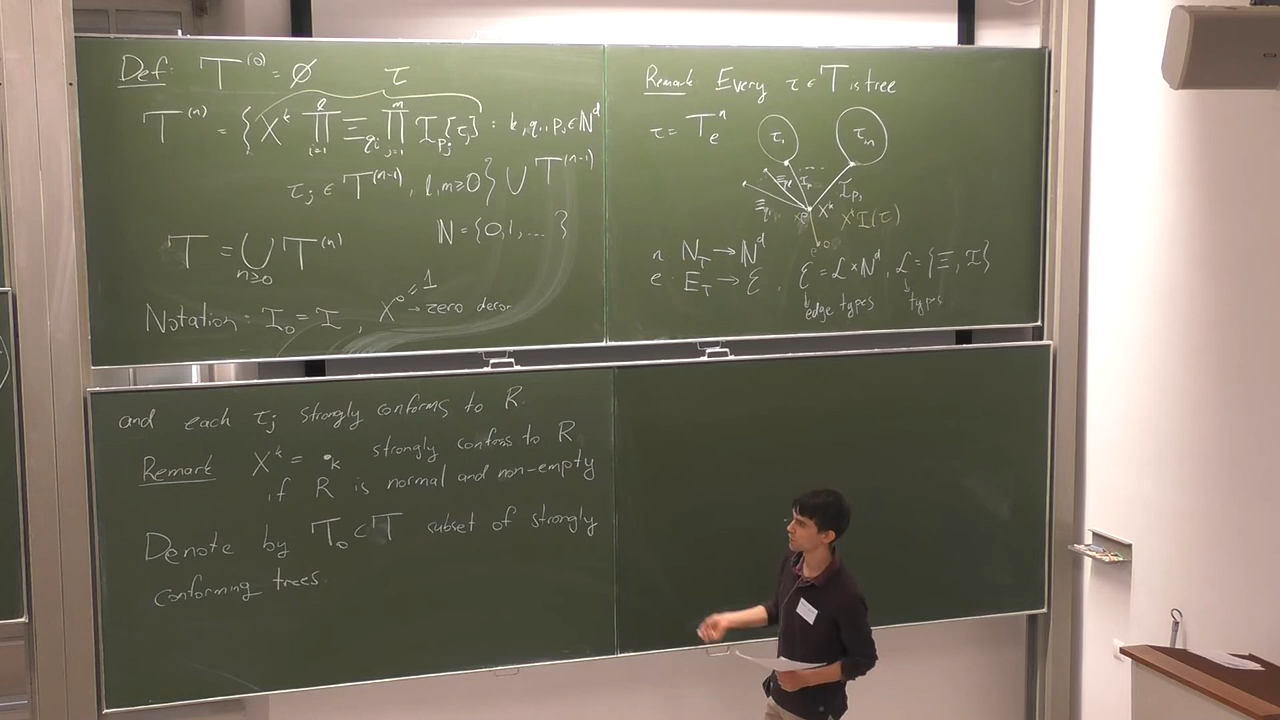 Def: T^(0) = ∅ τ
T^(n) = { X^k ∏_{i=1}^{l} Ξ_{q_i} ∏_{j=1}^{m} I_{p_j}[τ_j] : k, q_i, p_j ∈ N^d
τ_j ∈ T^(n-1), l, m ≥ 0 } ∪ T^(n-1)
N = {0, 1, ... }
T = ∪_{n≥0} T^(n)
Notation: I_0 = I , X^0 = 1 → zero decor
Remark Every τ ∈ T is tree
τ = T_e^n
τ_1 τ_m
X^k I(τ)
n: N_T → N^d
e: E_T → E , E = L × N^d, L = {Ξ, I}
edge types types
and each τ_j strongly conforms to R.
Remark X^k = •_k strongly confoms to R
if R is normal and non-empty
Denote by T_0 ⊂ T subset of strongly
conforming trees.